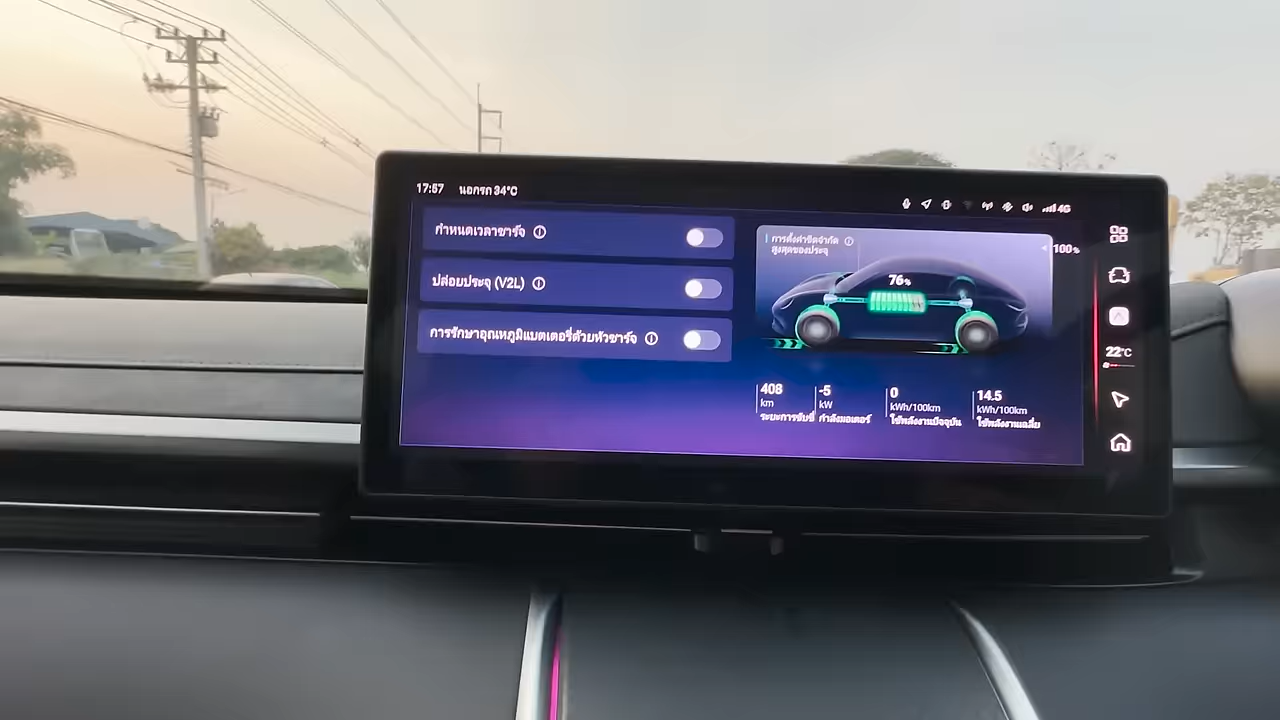 17:57 นอกรถ 34°C
4G
กำหนดเวลาชาร์จ
ปล่อยประจุ (V2L)
การรักษาอุณหภูมิแบตเตอรี่ด้วยหัวชาร์จ
การตั้งค่าขีดจำกัด
สูงสุดของประจุ
100%
76%
22°C
408
km
ระยะการขับขี่
-5
kW
กำลังมอเตอร์
0
kWh/100km
ใช้พลังงานปัจจุบัน
14.5
kWh/100km
ใช้พลังงานเฉลี่ย